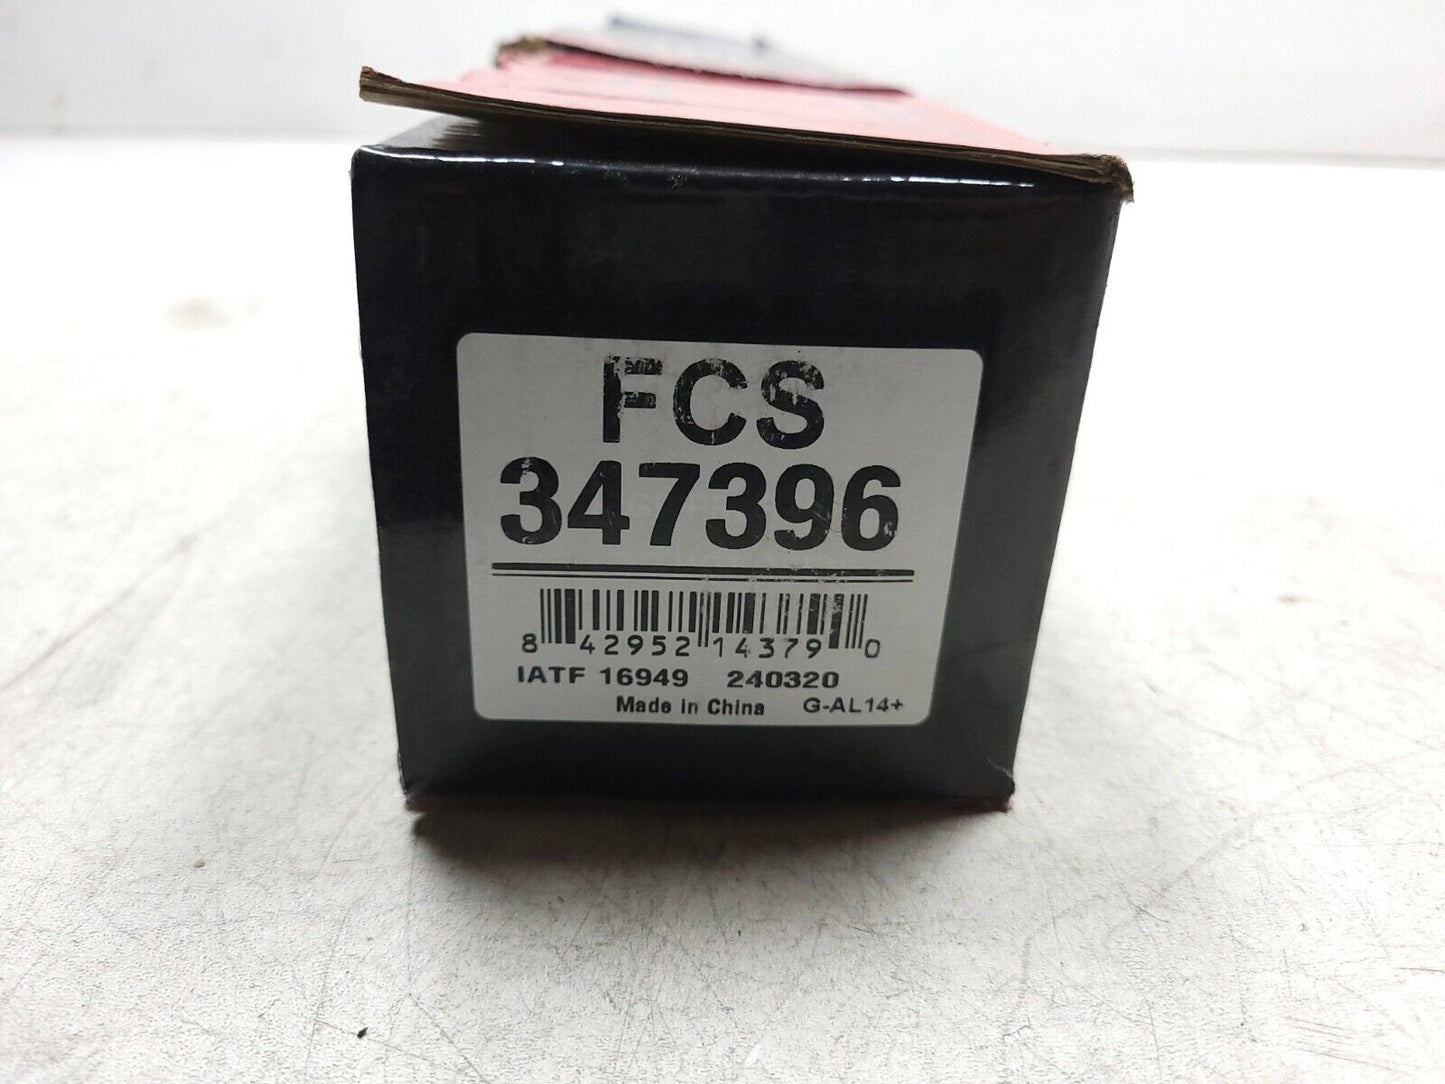 FCS
347396
8 42952 14379 0
IATF 16949 240320
Made in China G-AL14+